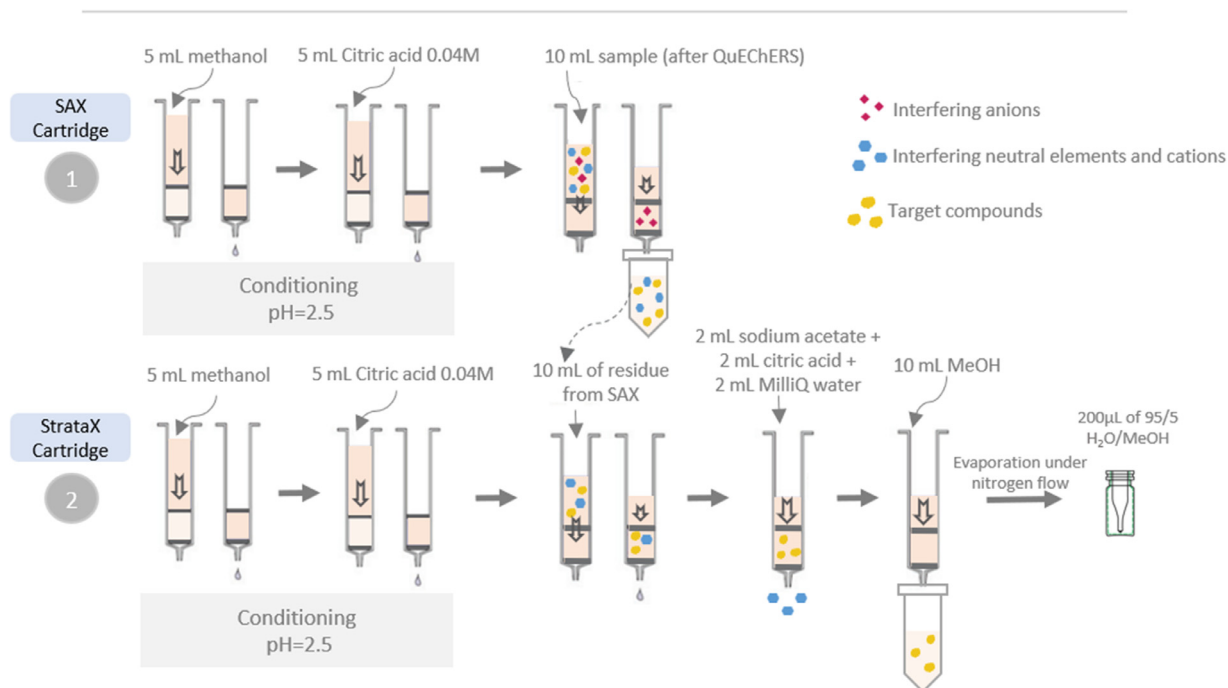 5 mL methanol
5 mL Citric acid 0.04M
10 mL sample (after QuEChERS)
SAX
Cartridge
1
Interfering anions
Interfering neutral elements and cations
Target compounds
Conditioning
pH=2.5
5 mL methanol
5 mL Citric acid 0.04M
10 mL of residue
from SAX
2 mL sodium acetate +
2 mL citric acid +
2 mL MilliQ water
10 mL MeOH
StrataX
Cartridge
2
Evaporation under
nitrogen flow
200µL of 95/5
H₂O/MeOH
Conditioning
pH=2.5